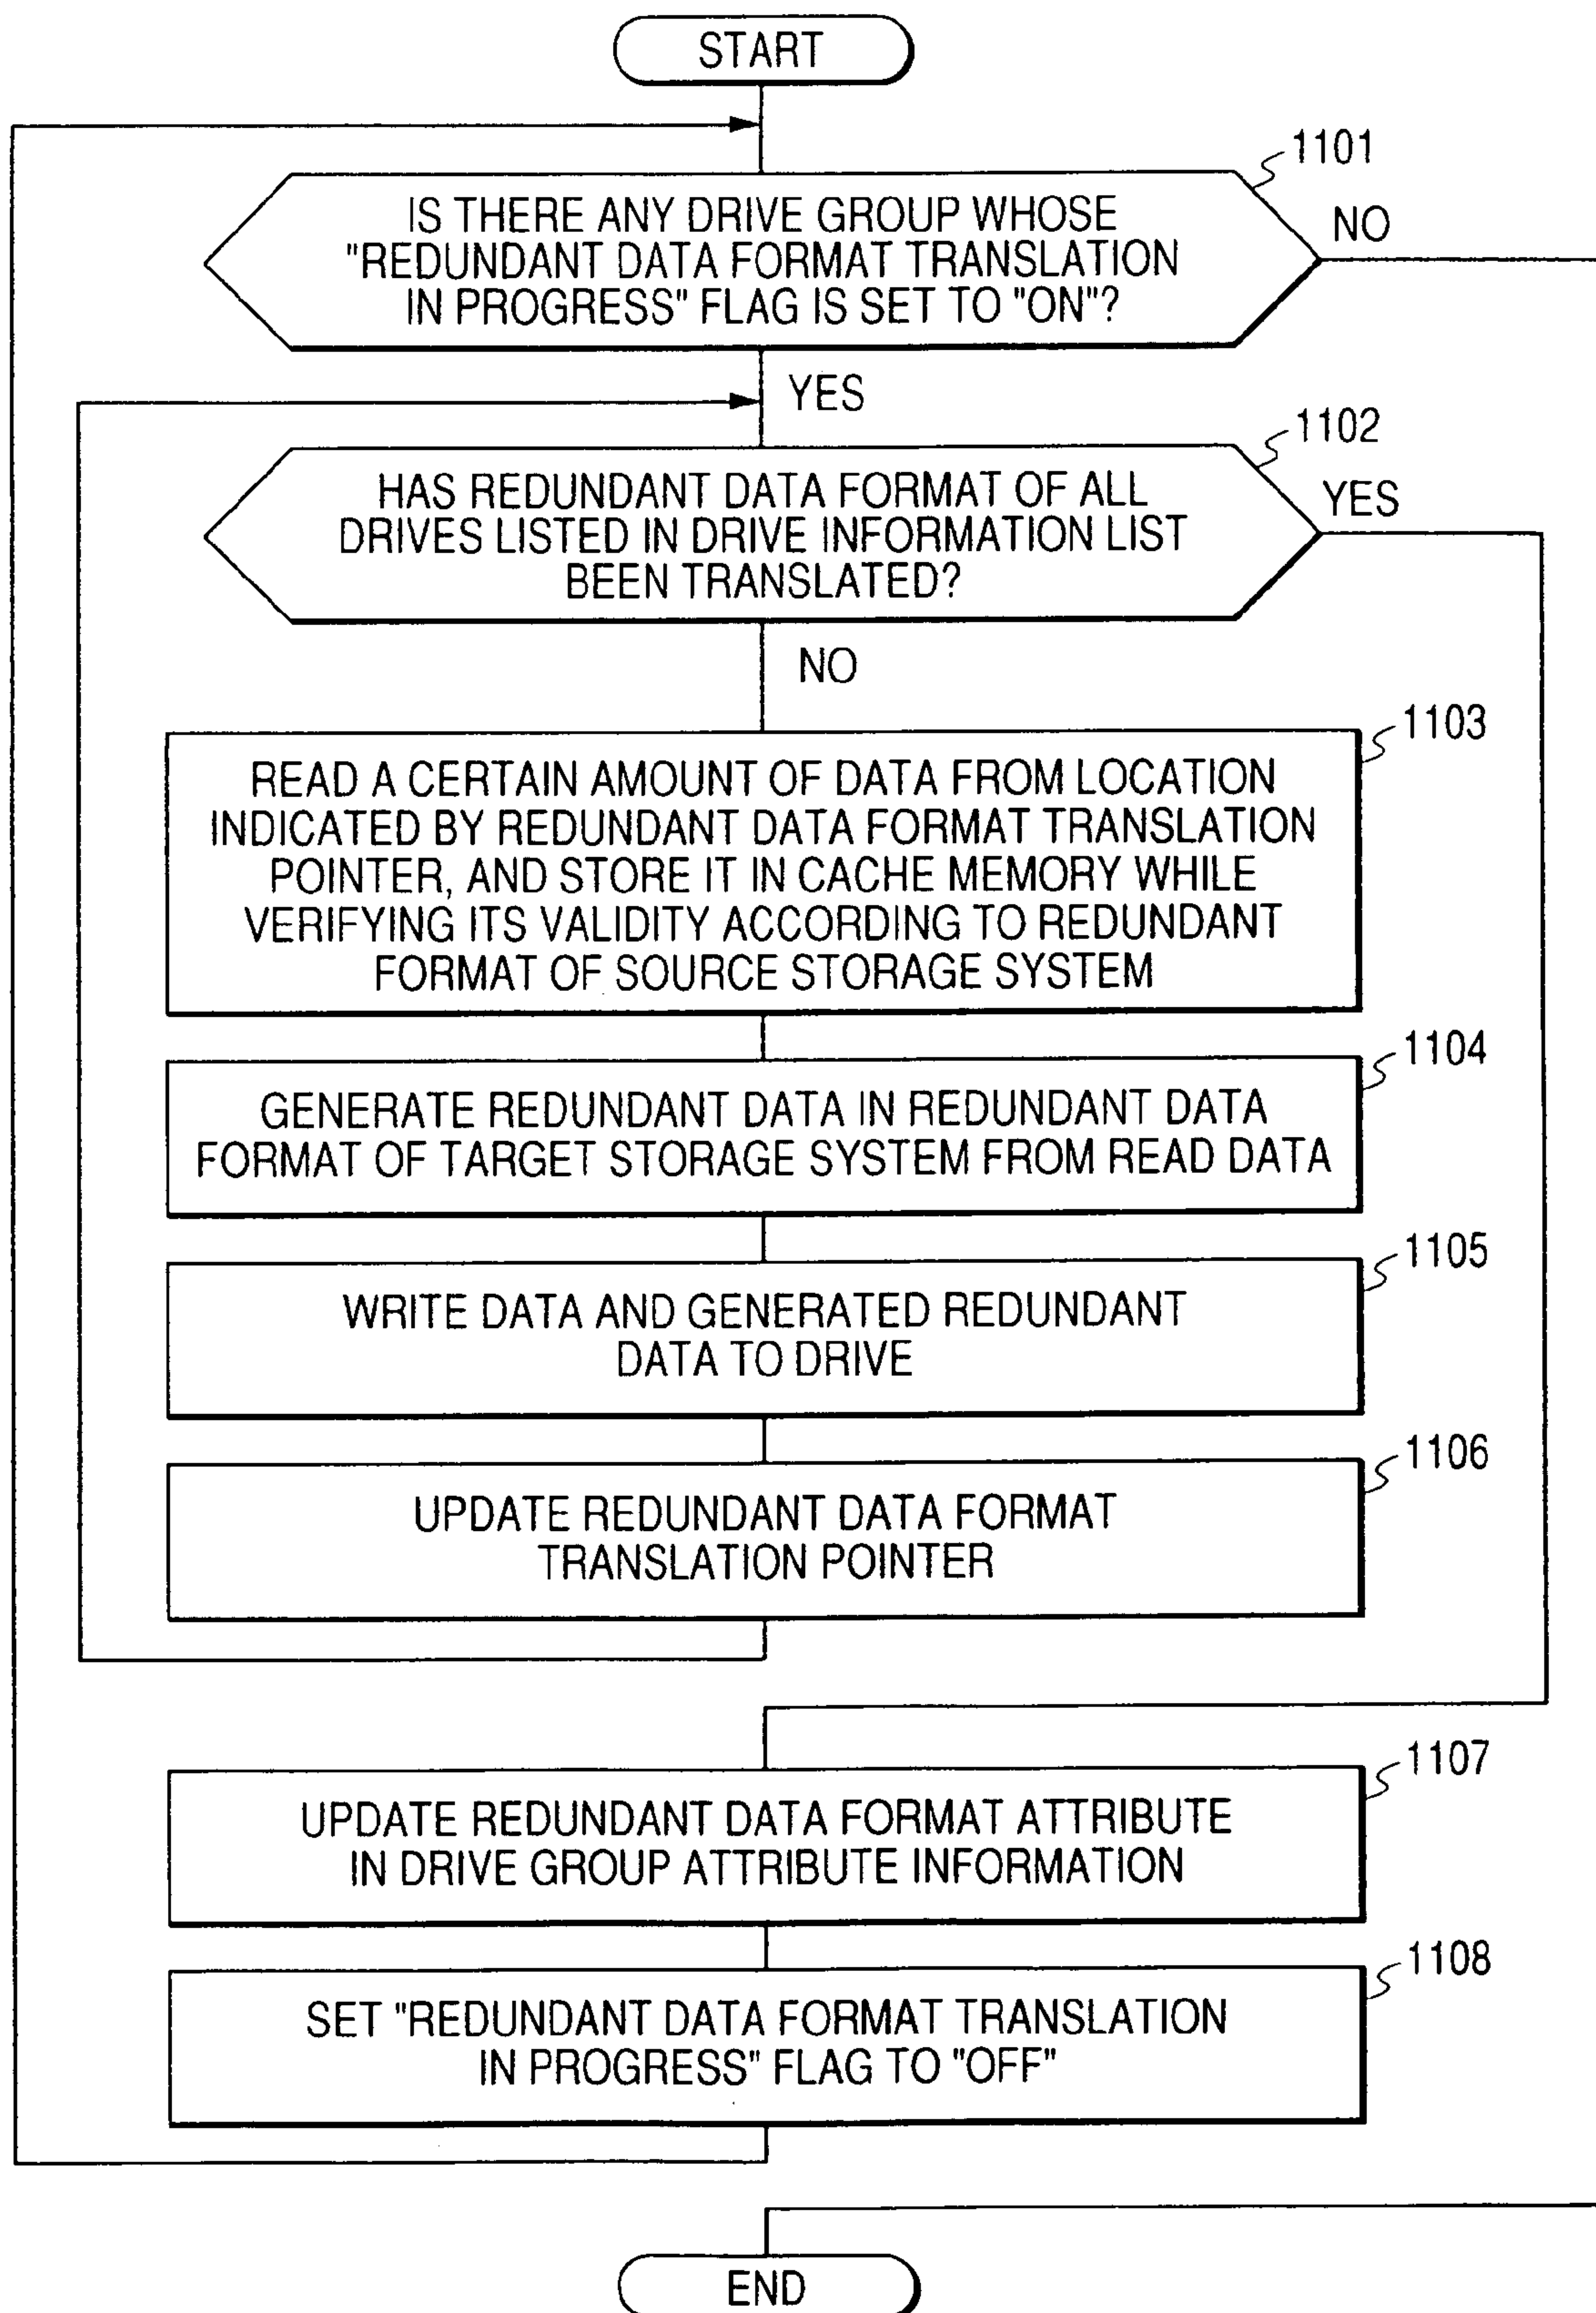 START
1101
IS THERE ANY DRIVE GROUP WHOSE
"REDUNDANT DATA FORMAT TRANSLATION
IN PROGRESS" FLAG IS SET TO "ON"?
NO
YES
1102
HAS REDUNDANT DATA FORMAT OF ALL
DRIVES LISTED IN DRIVE INFORMATION LIST
BEEN TRANSLATED?
YES
NO
1103
READ A CERTAIN AMOUNT OF DATA FROM LOCATION
INDICATED BY REDUNDANT DATA FORMAT TRANSLATION
POINTER, AND STORE IT IN CACHE MEMORY WHILE
VERIFYING ITS VALIDITY ACCORDING TO REDUNDANT
FORMAT OF SOURCE STORAGE SYSTEM
1104
GENERATE REDUNDANT DATA IN REDUNDANT DATA
FORMAT OF TARGET STORAGE SYSTEM FROM READ DATA
1105
WRITE DATA AND GENERATED REDUNDANT
DATA TO DRIVE
1106
UPDATE REDUNDANT DATA FORMAT
TRANSLATION POINTER
1107
UPDATE REDUNDANT DATA FORMAT ATTRIBUTE
IN DRIVE GROUP ATTRIBUTE INFORMATION
1108
SET "REDUNDANT DATA FORMAT TRANSLATION
IN PROGRESS" FLAG TO "OFF"
END